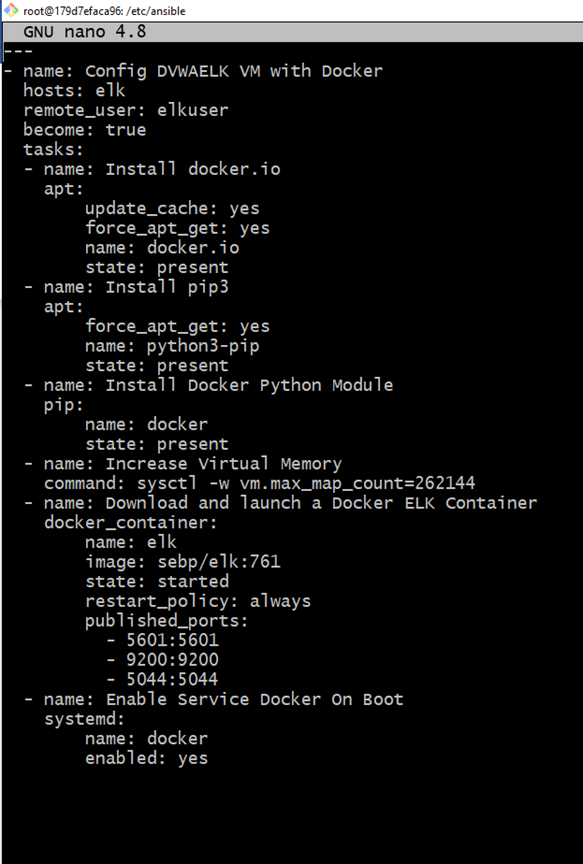 root@179d7efaca96: /etc/ansible
GNU nano 4.8
---
- name: Config DVWAELK VM with Docker
  hosts: elk
  remote_user: elkuser
  become: true
  tasks:
  - name: Install docker.io
    apt:
        update_cache: yes
        force_apt_get: yes
        name: docker.io
        state: present
  - name: Install pip3
    apt:
        force_apt_get: yes
        name: python3-pip
        state: present
  - name: Install Docker Python Module
    pip:
        name: docker
        state: present
  - name: Increase Virtual Memory
    command: sysctl -w vm.max_map_count=262144
  - name: Download and launch a Docker ELK Container
    docker_container:
        name: elk
        image: sebp/elk:761
        state: started
        restart_policy: always
        published_ports:
          - 5601:5601
          - 9200:9200
          - 5044:5044
  - name: Enable Service Docker On Boot
    systemd:
        name: docker
        enabled: yes